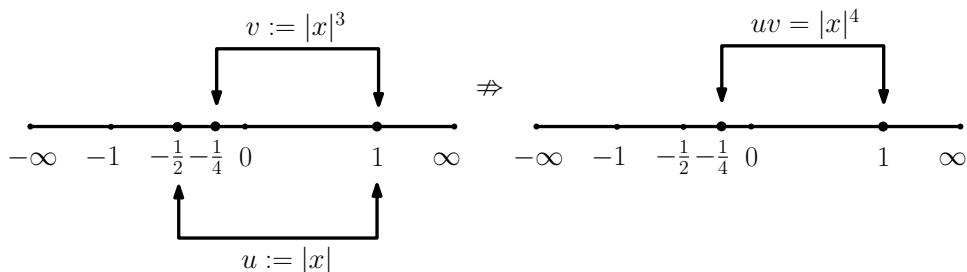 v := |x|³ uv = |x|⁴
⇏
−∞ −1 −1/2 −1/4 0 1 ∞ −∞ −1 −1/2 −1/4 0 1 ∞
u := |x|